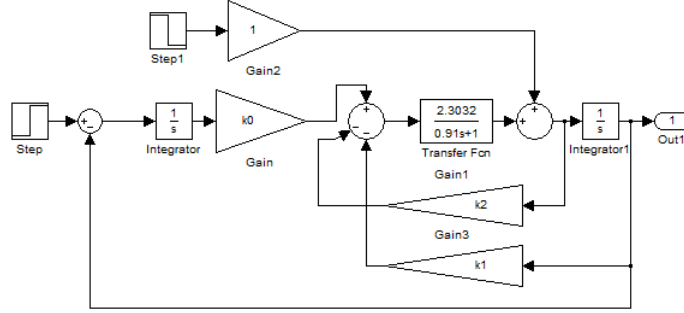 1
Step1
Gain2
Step
+
−
1
s
Integrator
k0
Gain
+
−
−
2.3032
0.91s+1
Transfer Fcn
+
+
1
s
Integrator1
1
Out1
Gain1
k2
Gain3
k1